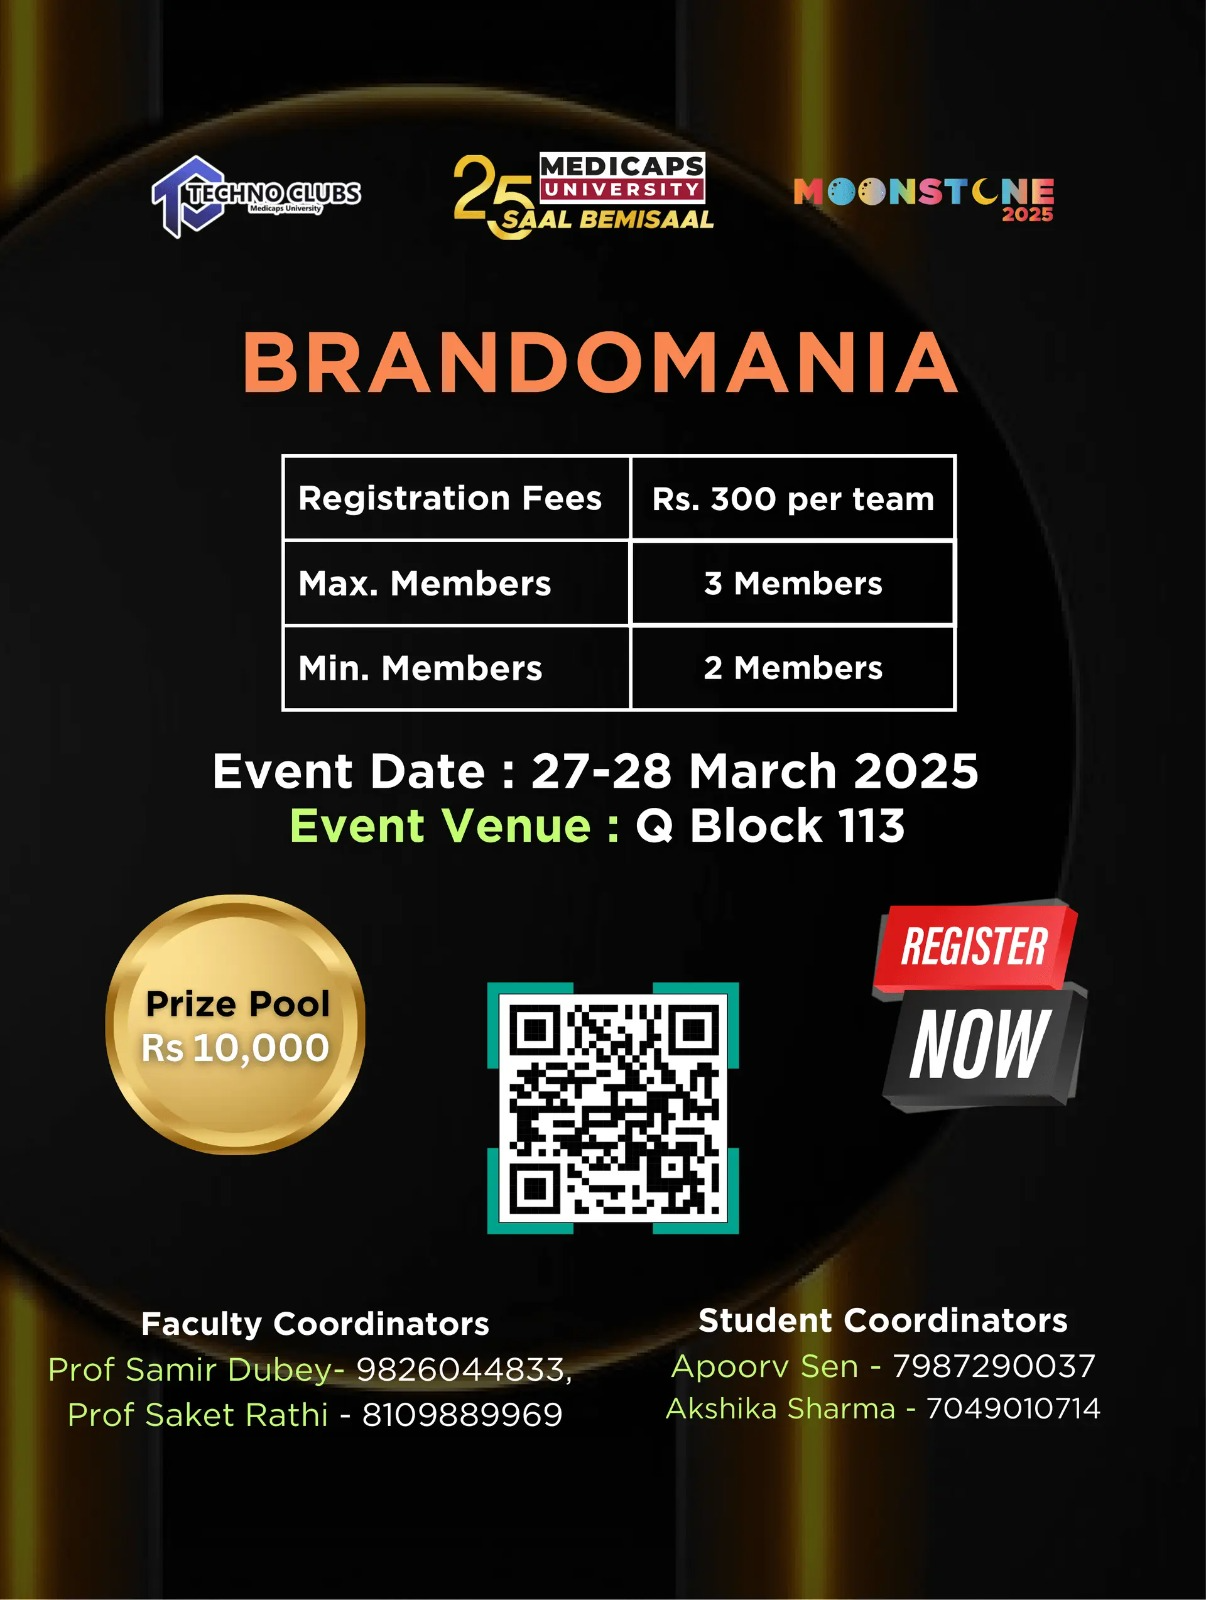 TECHNO CLUBS
Medicaps University
25 MEDICAPS
UNIVERSITY
SAAL BEMISAAL
MOONSTONE
2025
BRANDOMANIA
Registration Fees Rs. 300 per team
Max. Members 3 Members
Min. Members 2 Members
Event Date : 27-28 March 2025
Event Venue : Q Block 113
Prize Pool
Rs 10,000
REGISTER
NOW
Faculty Coordinators
Prof Samir Dubey- 9826044833,
Prof Saket Rathi - 8109889969
Student Coordinators
Apoorv Sen - 7987290037
Akshika Sharma - 7049010714